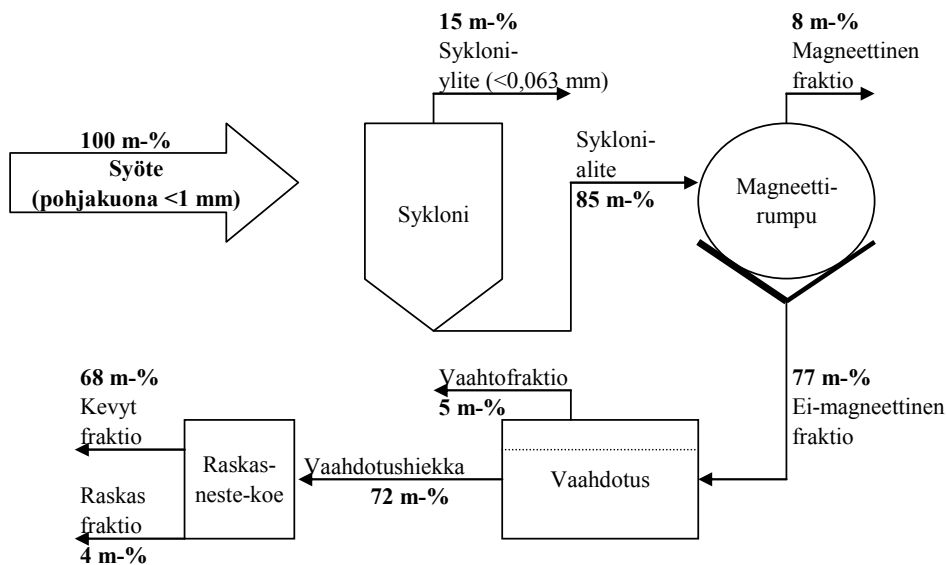 15 m-%
Sykloni-
ylite (<0,063 mm)
8 m-%
Magneettinen
fraktio
100 m-%
Syöte
(pohjakuona <1 mm)
Sykloni
Sykloni-
alite
85 m-%
Magneetti-
rumpu
68 m-%
Kevyt
fraktio
Raskas
fraktio
4 m-%
Raskas-
neste-koe
Vaahdotushiekka
72 m-%
Vaahtofraktio
5 m-%
Vaahdotus
77 m-%
Ei-magneettinen
fraktio